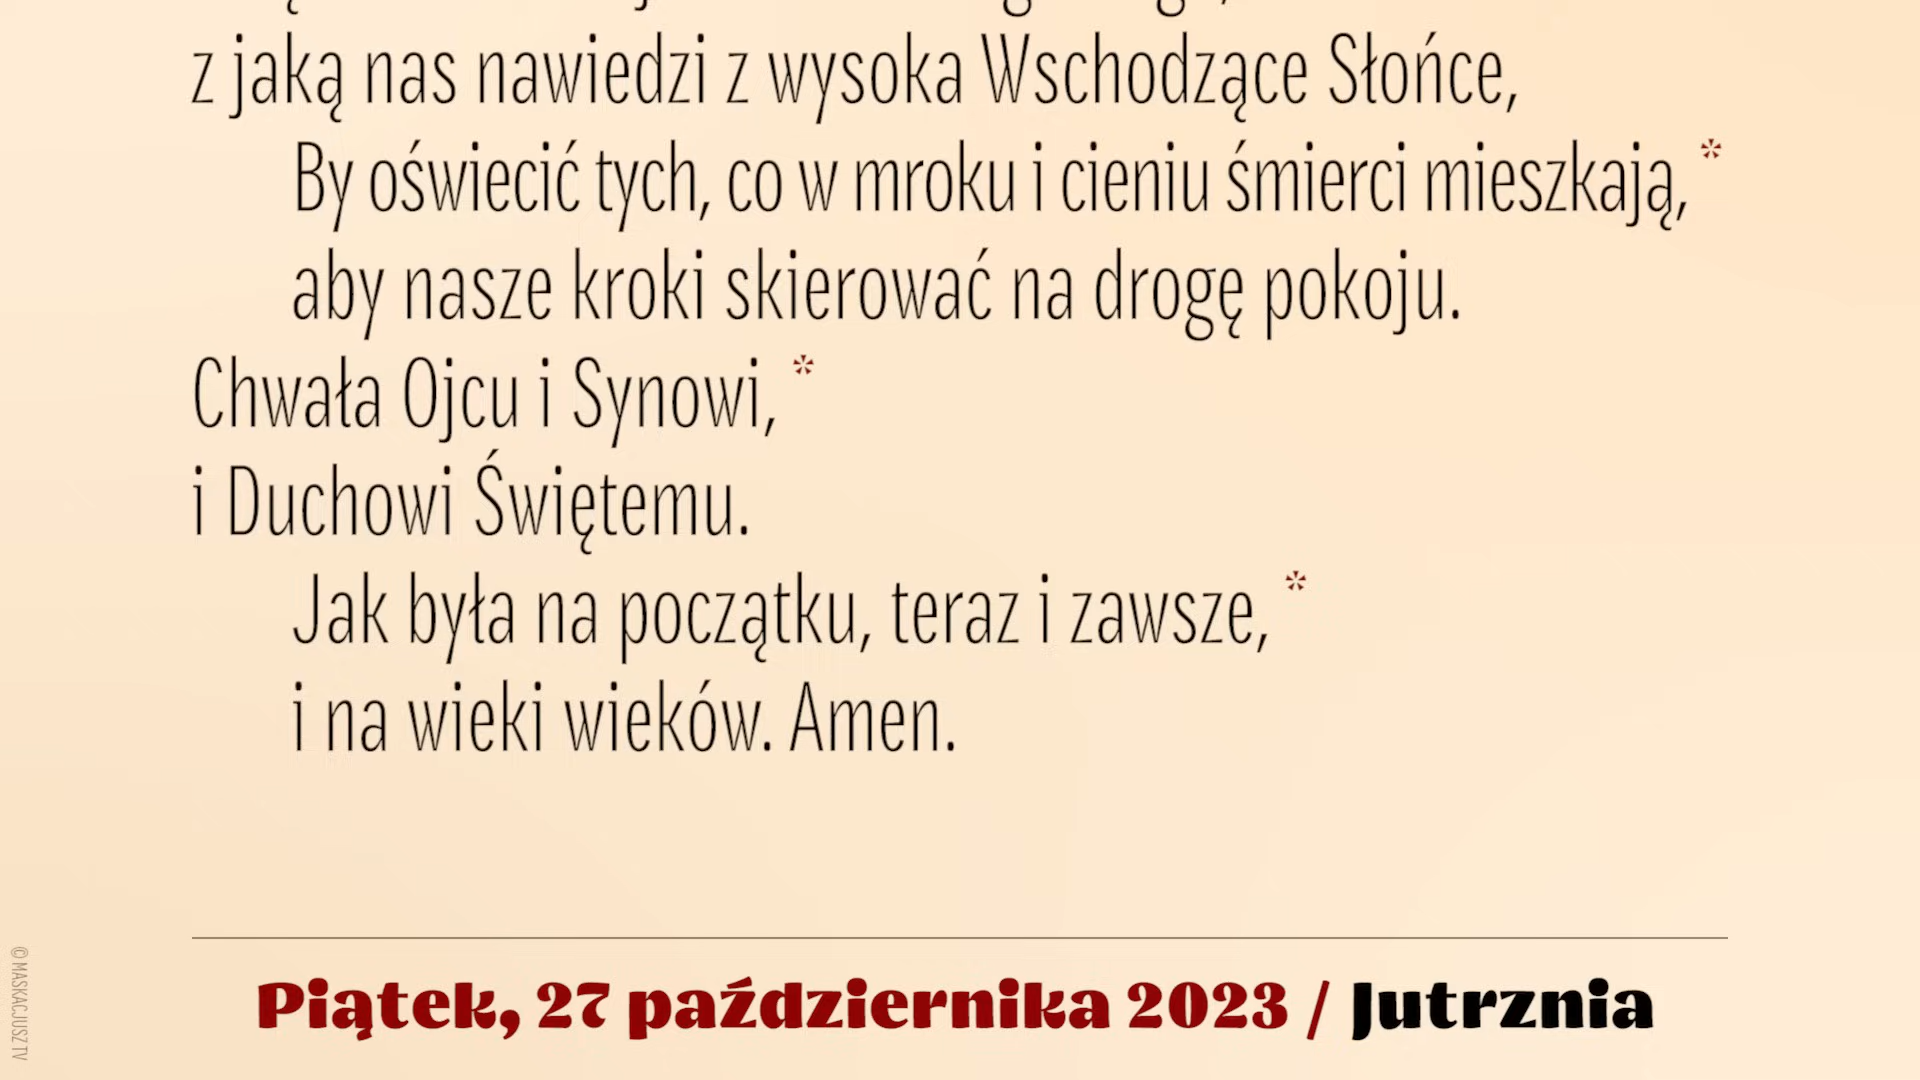 z jaką nas nawiedzi z wysoka Wschodzące Słońce,
By oświecić tych, co w mroku i cieniu śmierci mieszkają, *
aby nasze kroki skierować na drogę pokoju.
Chwała Ojcu i Synowi, *
i Duchowi Świętemu.
Jak była na początku, teraz i zawsze, *
i na wieki wieków. Amen.
Piątek, 27 października 2023 / Jutrznia
© MASKACJUSZ TV